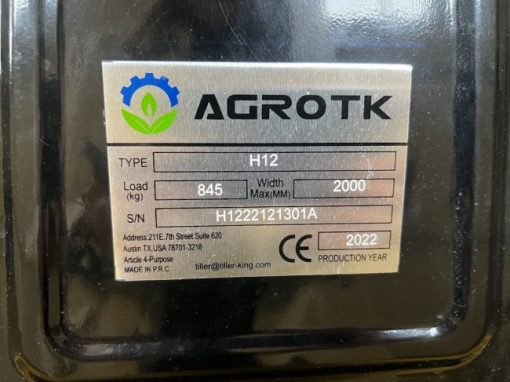 AGROTK
TYPE H12
Load (kg) 845 Width Max(MM) 2000
S/N H1222121301A
Address:211E,7th Street Suite 620
Austin TX,USA 78701-3218
Article 4-Purpose
MADE IN P.R.C
tiller@tiller-king.com
CE 2022
PRODUCTION YEAR